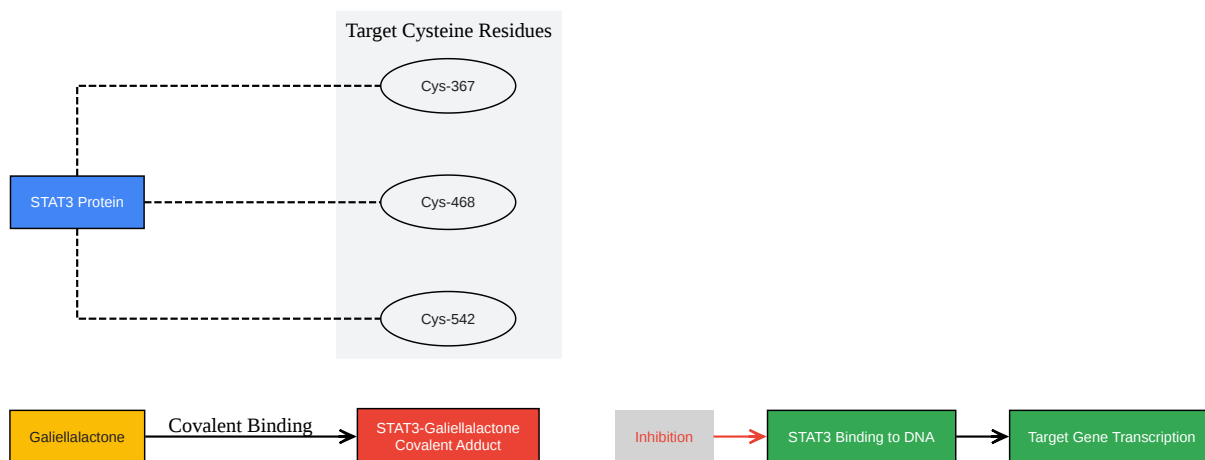 Target Cysteine Residues
Cys-367
STAT3 Protein
Cys-468
Cys-542
Galiellalactone
Covalent Binding
STAT3-Galiellalactone
Covalent Adduct
Inhibition
STAT3 Binding to DNA
Target Gene Transcription